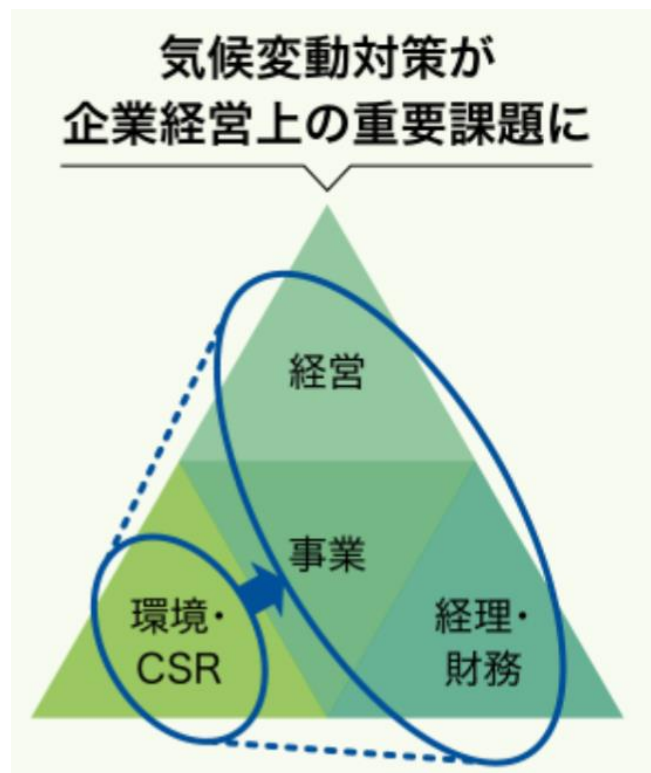 気候変動対策が
企業経営上の重要課題に
経営
事業
環境・
CSR
経理・
財務